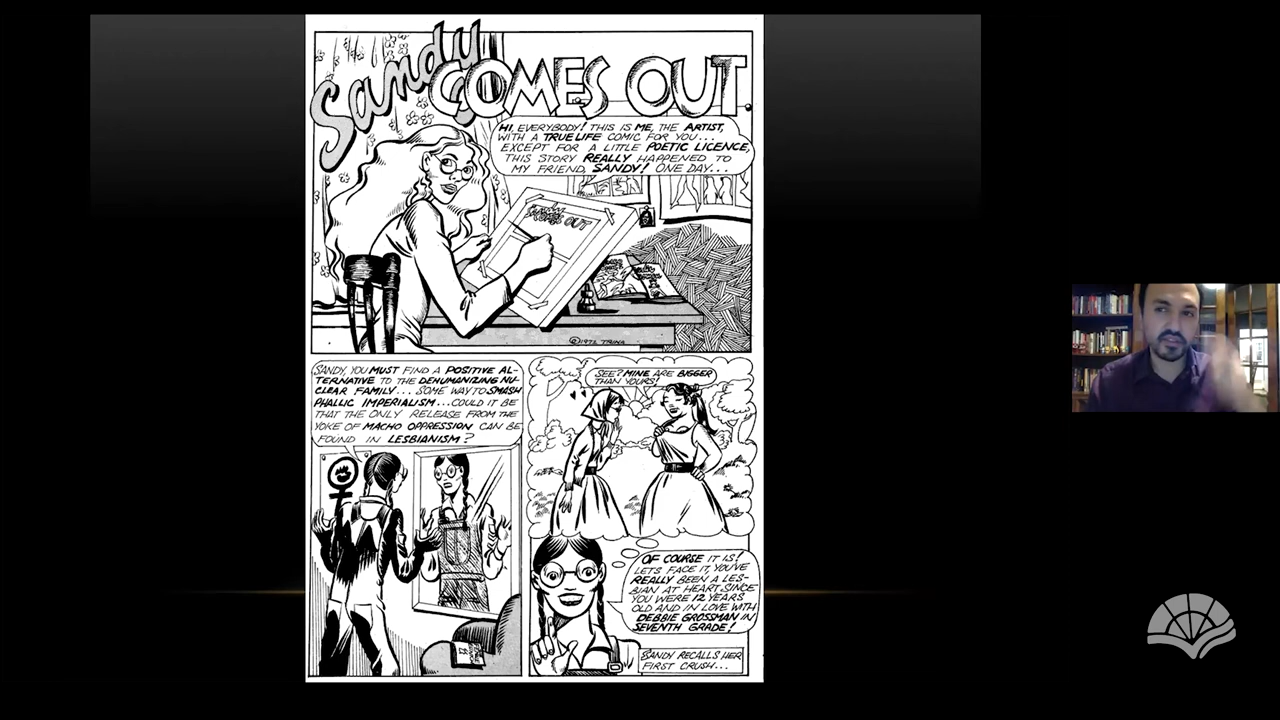 Sandy COMES OUT.
HI, EVERYBODY! THIS IS ME, THE ARTIST,
WITH A TRUE LIFE COMIC FOR YOU...
EXCEPT FOR A LITTLE POETIC LICENCE,
THIS STORY REALLY HAPPENED TO
MY FRIEND, SANDY! ONE DAY...
Sandy
COMES OUT
©1972 TRINA
SANDY, YOU MUST FIND A POSITIVE AL-
TERNATIVE TO THE DEHUMANIZING NU-
CLEAR FAMILY... SOME WAY TO SMASH
PHALLIC IMPERIALISM... COULD IT BE
THAT THE ONLY RELEASE FROM THE
YOKE OF MACHO OPPRESSION CAN BE
FOUND IN LESBIANISM?
SEE? MINE ARE BIGGER
THAN YOURS!
OF COURSE IT IS!
LETS FACE IT, YOU'VE
REALLY BEEN A LES-
BIAN AT HEART SINCE
YOU WERE 12 YEARS
OLD AND IN LOVE WITH
DEBBIE GROSSMAN IN
SEVENTH GRADE!
SANDY RECALLS HER
FIRST CRUSH...